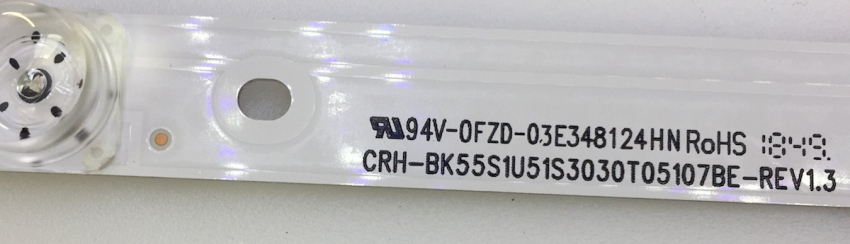 94V-0FZD-03E348124HN RoHS 1849.
CRH-BK55S1U51S3030T05107BE-REV1.3